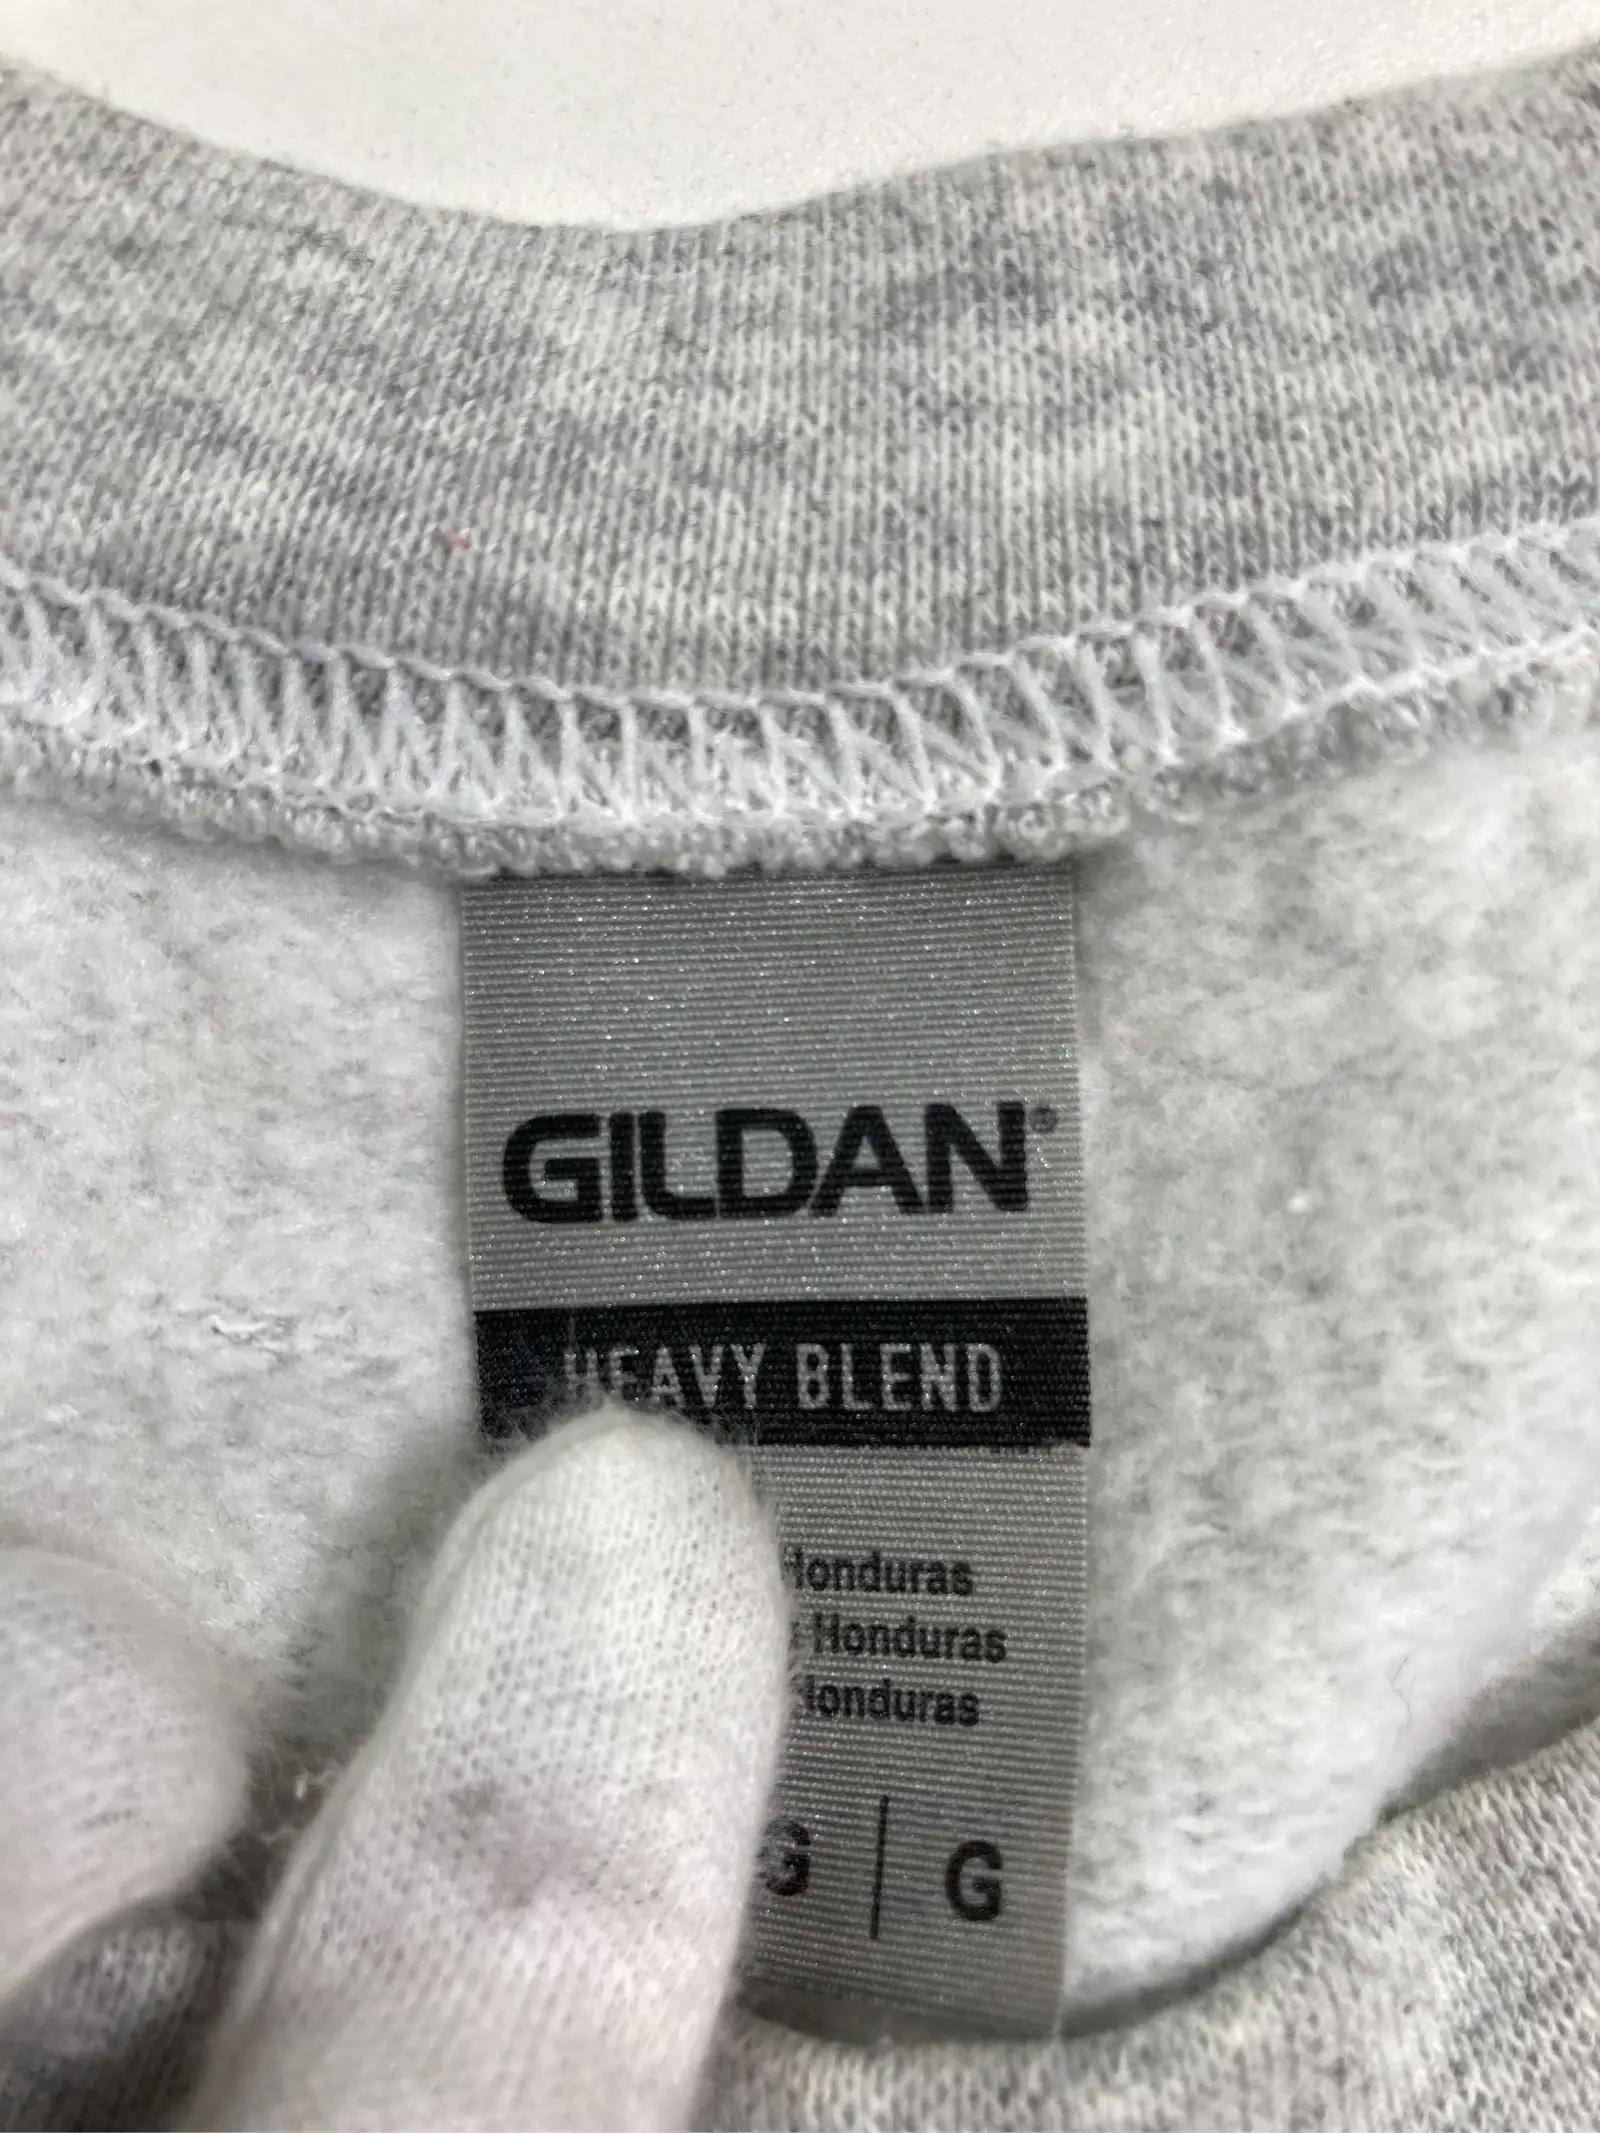 GILDAN®
HEAVY BLEND
Honduras
Honduras
Honduras
G | G